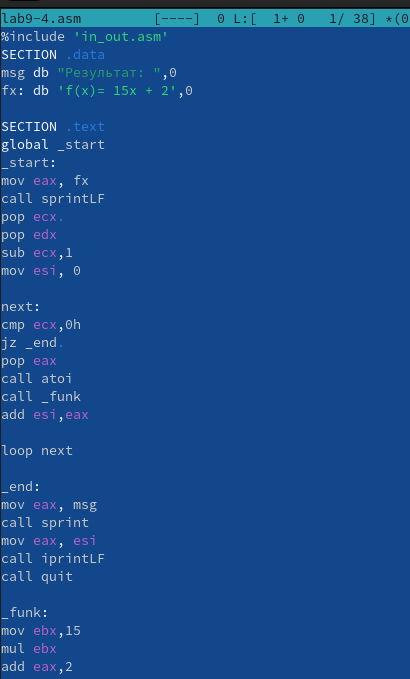 lab9-4.asm [----] 0 L:[ 1+ 0 1/ 38] *(0
%include 'in_out.asm'
SECTION .data
msg db "Результат: ",0
fx: db 'f(x)= 15x + 2',0
SECTION .text
global _start
_start:
mov eax, fx
call sprintLF
pop ecx.
pop edx
sub ecx,1
mov esi, 0
next:
cmp ecx,0h
jz _end.
pop eax
call atoi
call _funk
add esi,eax
loop next
_end:
mov eax, msg
call sprint
mov eax, esi
call iprintLF
call quit
_funk:
mov ebx,15
mul ebx
add eax,2